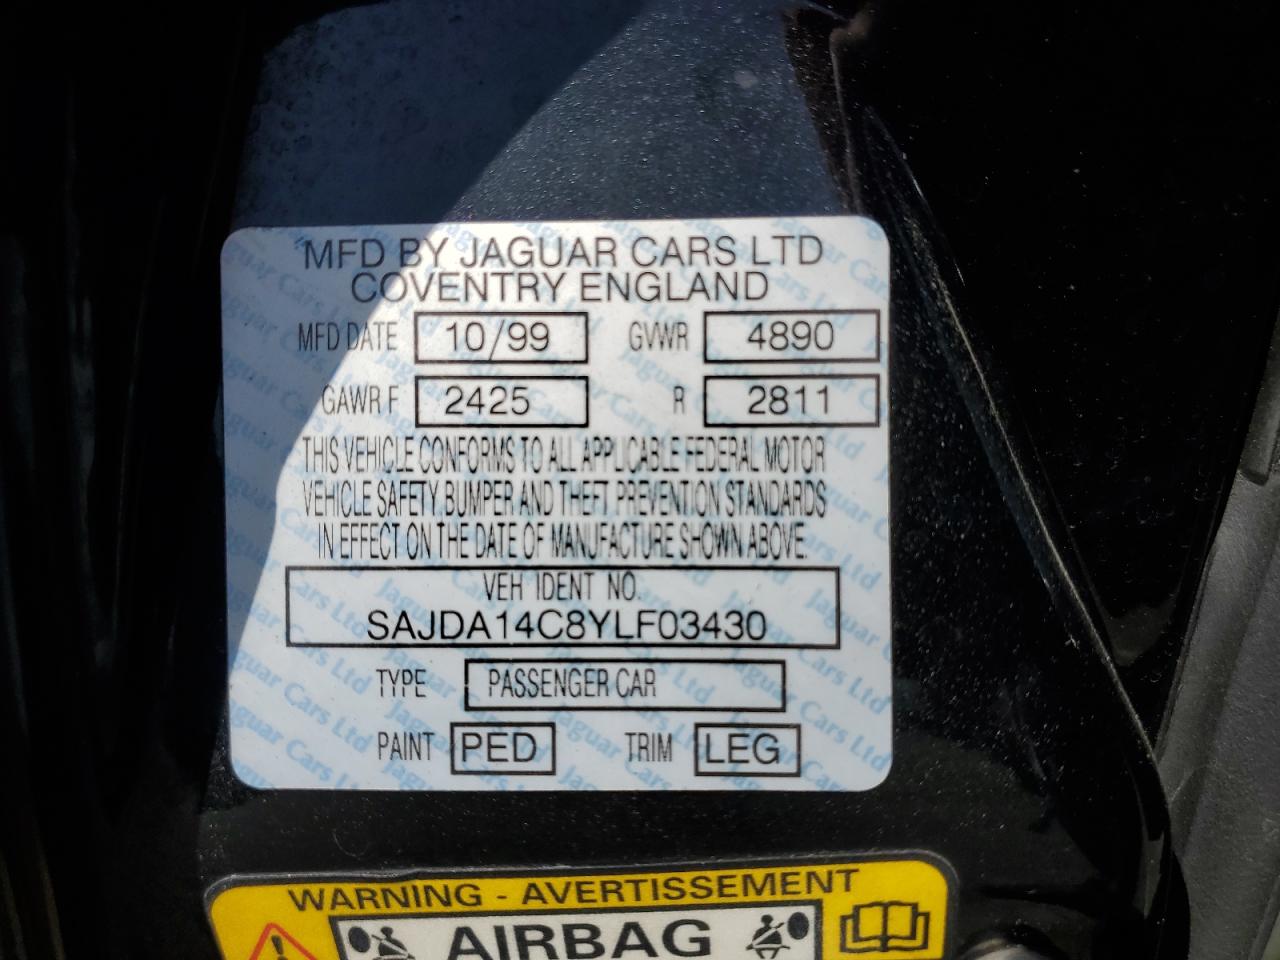 MFD BY JAGUAR CARS LTD
COVENTRY ENGLAND
MFD DATE 10/99 GVWR 4890
GAWR F 2425 R 2811
THIS VEHICLE CONFORMS TO ALL APPLICABLE FEDERAL MOTOR
VEHICLE SAFETY BUMPER AND THEFT PREVENTION STANDARDS
IN EFFECT ON THE DATE OF MANUFACTURE SHOWN ABOVE.
VEH IDENT NO.
SAJDA14C8YLF03430
TYPE PASSENGER CAR
PAINT PED TRIM LEG
WARNING - AVERTISSEMENT
AIRBAG